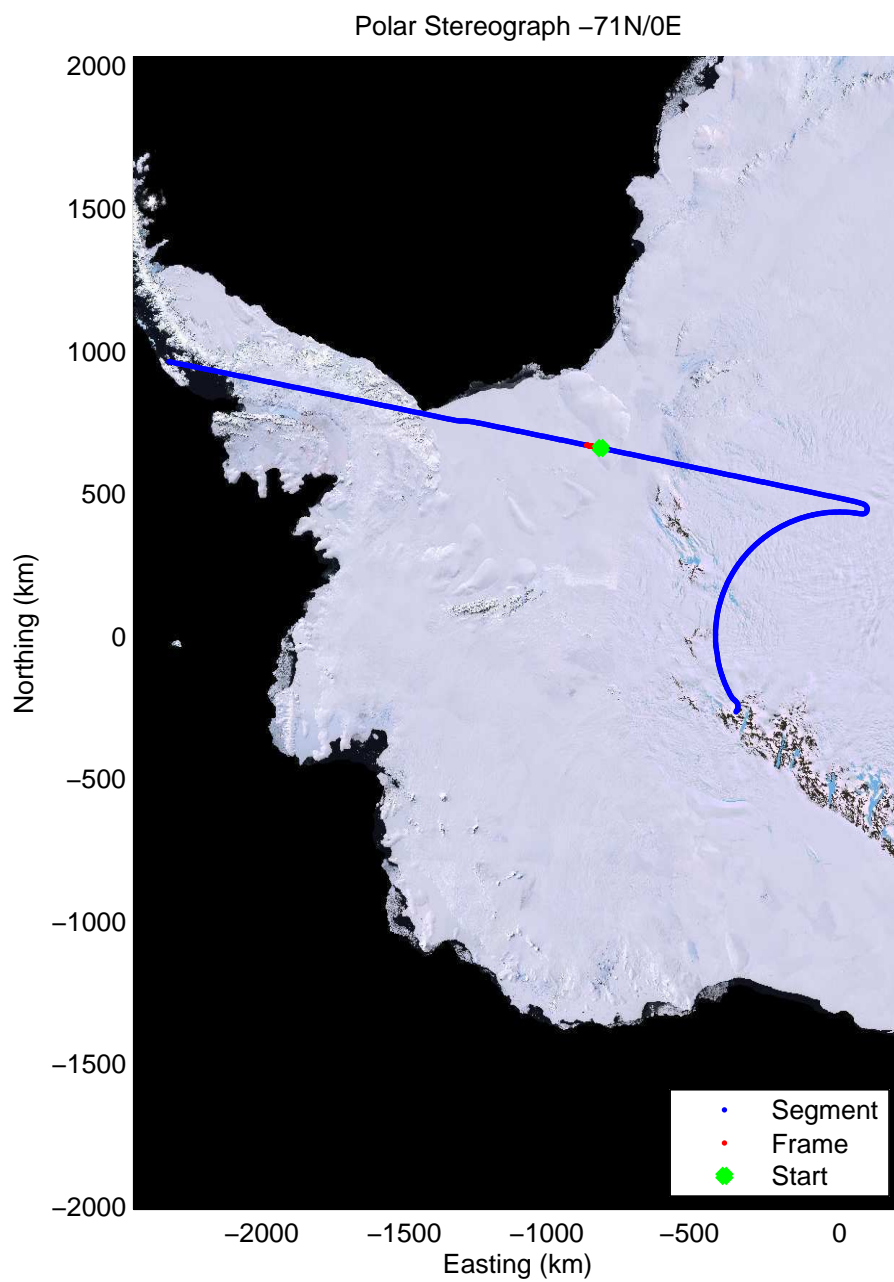 Polar Stereograph −71N/0E
2000
1500
1000
500
0
−500
−1000
−1500
−2000
Northing (km)
−2000 −1500 −1000 −500 0
Easting (km)
Segment
Frame
Start